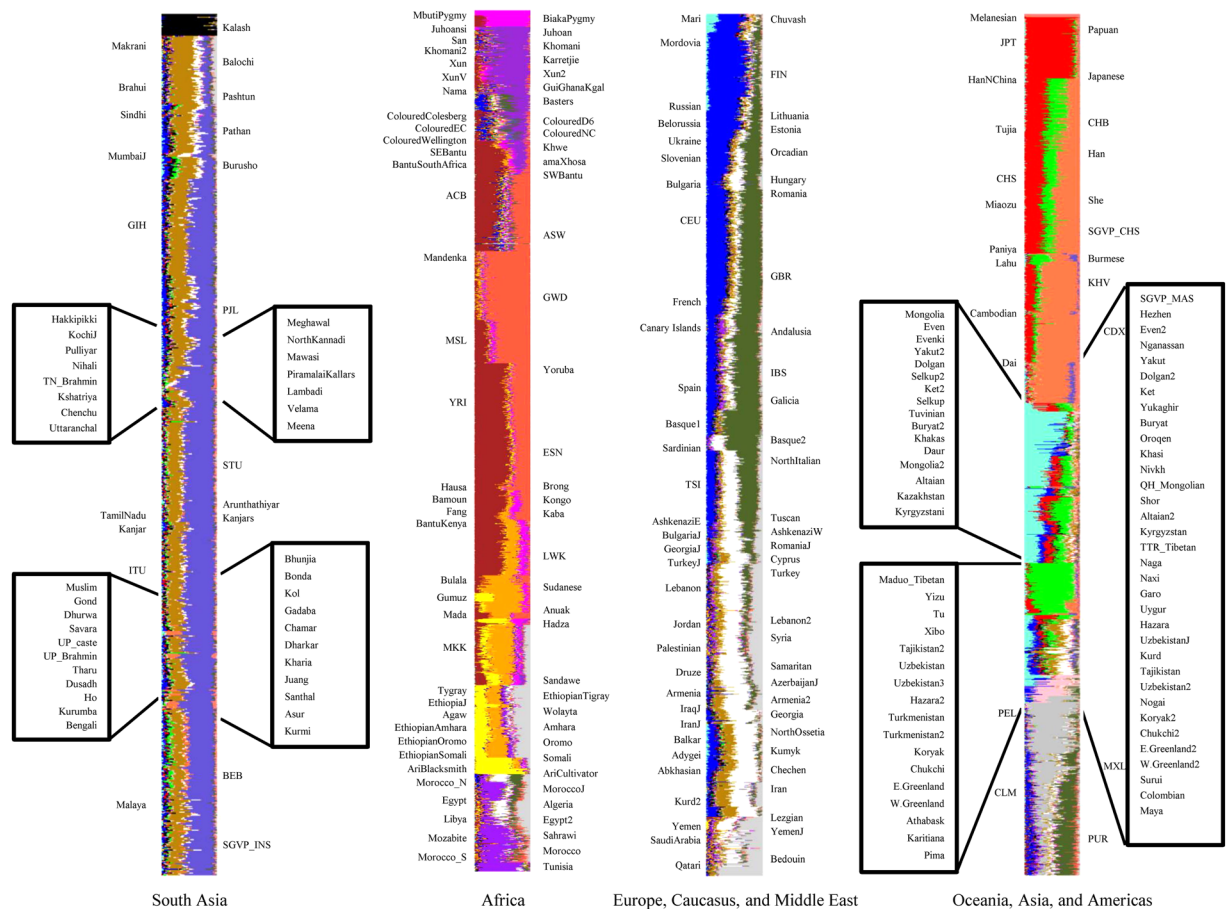 Kalash
Makrani
Balochi
Brahui
Pashtun
Sindhi
Pathan
MumbaiJ
Burusho
GIH
PJL
Hakkipikki
KochiJ
Pulliyar
Nihali
TN_Brahmin
Kshatriya
Chenchu
Uttaranchal
Meghawal
NorthKannadi
Mawasi
PiramalaiKallars
Lambadi
Velama
Meena
STU
Arunthathiyar
TamilNadu
Kanjars
Kanjar
ITU
Muslim
Gond
Dhurwa
Savara
UP_caste
UP_Brahmin
Tharu
Dusadh
Ho
Kurumba
Bengali
Bhunjia
Bonda
Kol
Gadaba
Chamar
Dharkar
Kharia
Juang
Santhal
Asur
Kurmi
BEB
Malaya
SGVP_INS
South Asia
MbutiPygmy
BiakaPygmy
Juhoansi
Juhoan
San
Khomani
Khomani2
Karretjie
Xun
Xun2
XunV
GuiGhanaKgal
Nama
Basters
ColouredColesberg
ColouredD6
ColouredEC
ColouredNC
ColouredWellington
Khwe
SEBantu
amaXhosa
BantuSouthAfrica
SWBantu
ACB
ASW
Mandenka
GWD
MSL
Yoruba
YRI
ESN
Hausa
Brong
Bamoun
Kongo
Fang
Kaba
BantuKenya
LWK
Bulala
Sudanese
Gumuz
Anuak
Mada
Hadza
MKK
Sandawe
Tygray
EthiopianTigray
EthiopiaJ
Wolayta
Agaw
Amhara
EthiopianAmhara
Oromo
EthiopianOromo
Somali
EthiopianSomali
AriCultivator
AriBlacksmith
MoroccoJ
Morocco_N
Algeria
Egypt
Egypt2
Libya
Sahrawi
Mozabite
Morocco
Morocco_S
Tunisia
Africa
Mari
Chuvash
Mordovia
FIN
Russian
Lithuania
Belorussia
Estonia
Ukraine
Orcadian
Slovenian
Hungary
Bulgaria
Romania
CEU
GBR
French
Andalusia
Canary Islands
IBS
Spain
Galicia
Basque1
Basque2
Sardinian
NorthItalian
TSI
Tuscan
AshkenaziE
AshkenaziW
BulgariaJ
RomaniaJ
GeorgiaJ
Cyprus
TurkeyJ
Turkey
Lebanon
Lebanon2
Jordan
Syria
Palestinian
Samaritan
Druze
AzerbaijanJ
Armenia
Armenia2
IraqJ
Georgia
IranJ
NorthOssetia
Balkar
Kumyk
Adygei
Chechen
Abkhasian
Iran
Kurd2
Lezgian
Yemen
YemenJ
SaudiArabia
Bedouin
Qatari
Europe, Caucasus, and Middle East
Melanesian
Papuan
JPT
Japanese
HanNChina
CHB
Tujia
Han
CHS
She
Miaozu
SGVP_CHS
Paniya
Burmese
Lahu
KHV
Cambodian
CDX
Dai
Mongolia
Even
Evenki
Yakut2
Dolgan
Selkup2
Ket2
Selkup
Tuvinian
Buryat2
Khakas
Daur
Mongolia2
Altaian
Kazakhstan
Kyrgyzstani
Maduo_Tibetan
Yizu
Tu
Xibo
Tajikistan2
Uzbekistan
Uzbekistan3
Hazara2
Turkmenistan
Turkmenistan2
Koryak
Chukchi
E.Greenland
W.Greenland
Athabask
Karitiana
Pima
SGVP_MAS
Hezhen
Even2
Nganassan
Yakut
Dolgan2
Ket
Yukaghir
Buryat
Oroqen
Khasi
Nivkh
QH_Mongolian
Shor
Altaian2
Kyrgyzstan
TTR_Tibetan
Naga
Naxi
Garo
Uygur
Hazara
UzbekistanJ
Kurd
Tajikistan
Uzbekistan2
Nogai
Koryak2
Chukchi2
E.Greenland2
W.Greenland2
Surui
Colombian
Maya
PEL
MXL
CLM
PUR
Oceania, Asia, and Americas